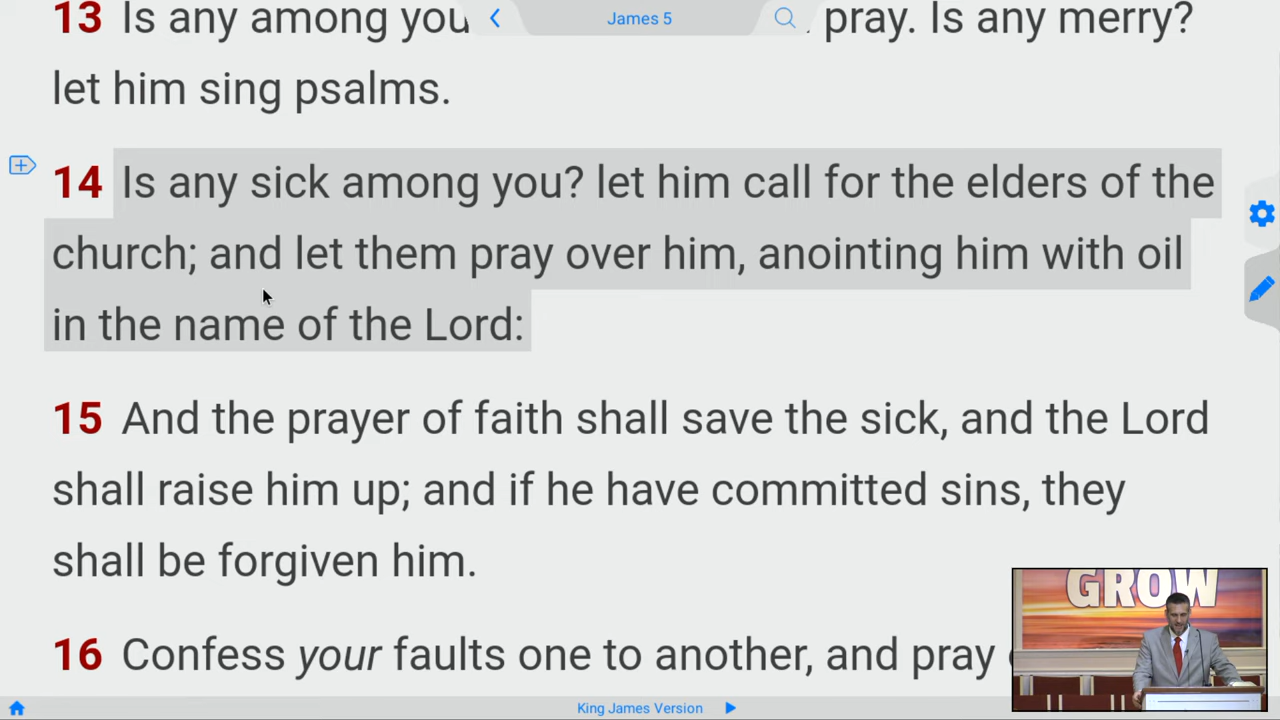 James 5
13 Is any among you pray. Is any merry?
let him sing psalms.
14 Is any sick among you? let him call for the elders of the
church; and let them pray over him, anointing him with oil
in the name of the Lord:
15 And the prayer of faith shall save the sick, and the Lord
shall raise him up; and if he have committed sins, they
shall be forgiven him.
16 Confess your faults one to another, and pray
GROW
King James Version